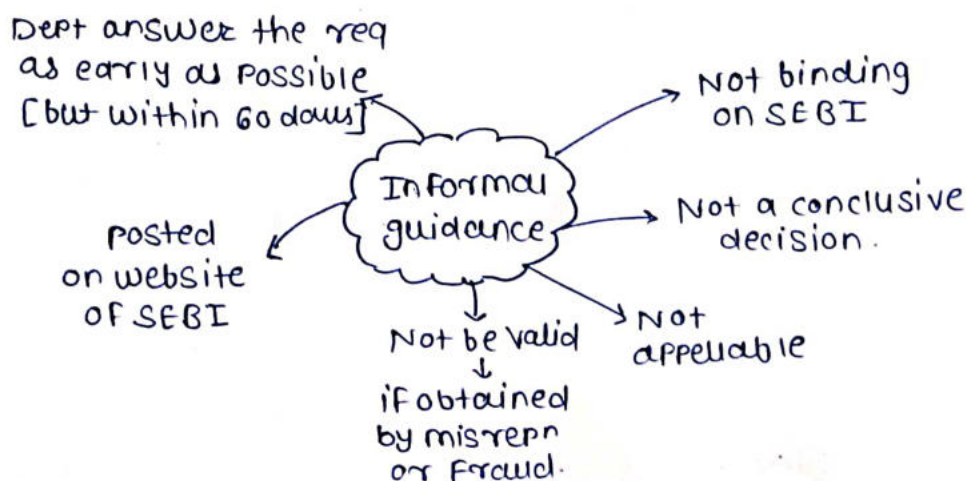 Dept answer the req
as early as possible
[but within 60 days]
Not binding
on SEBI
Informal
guidance
Not a conclusive
decision.
posted
on website
of SEBI
Not
appellable
Not be valid
if obtained
by misrepn
or Fraud.